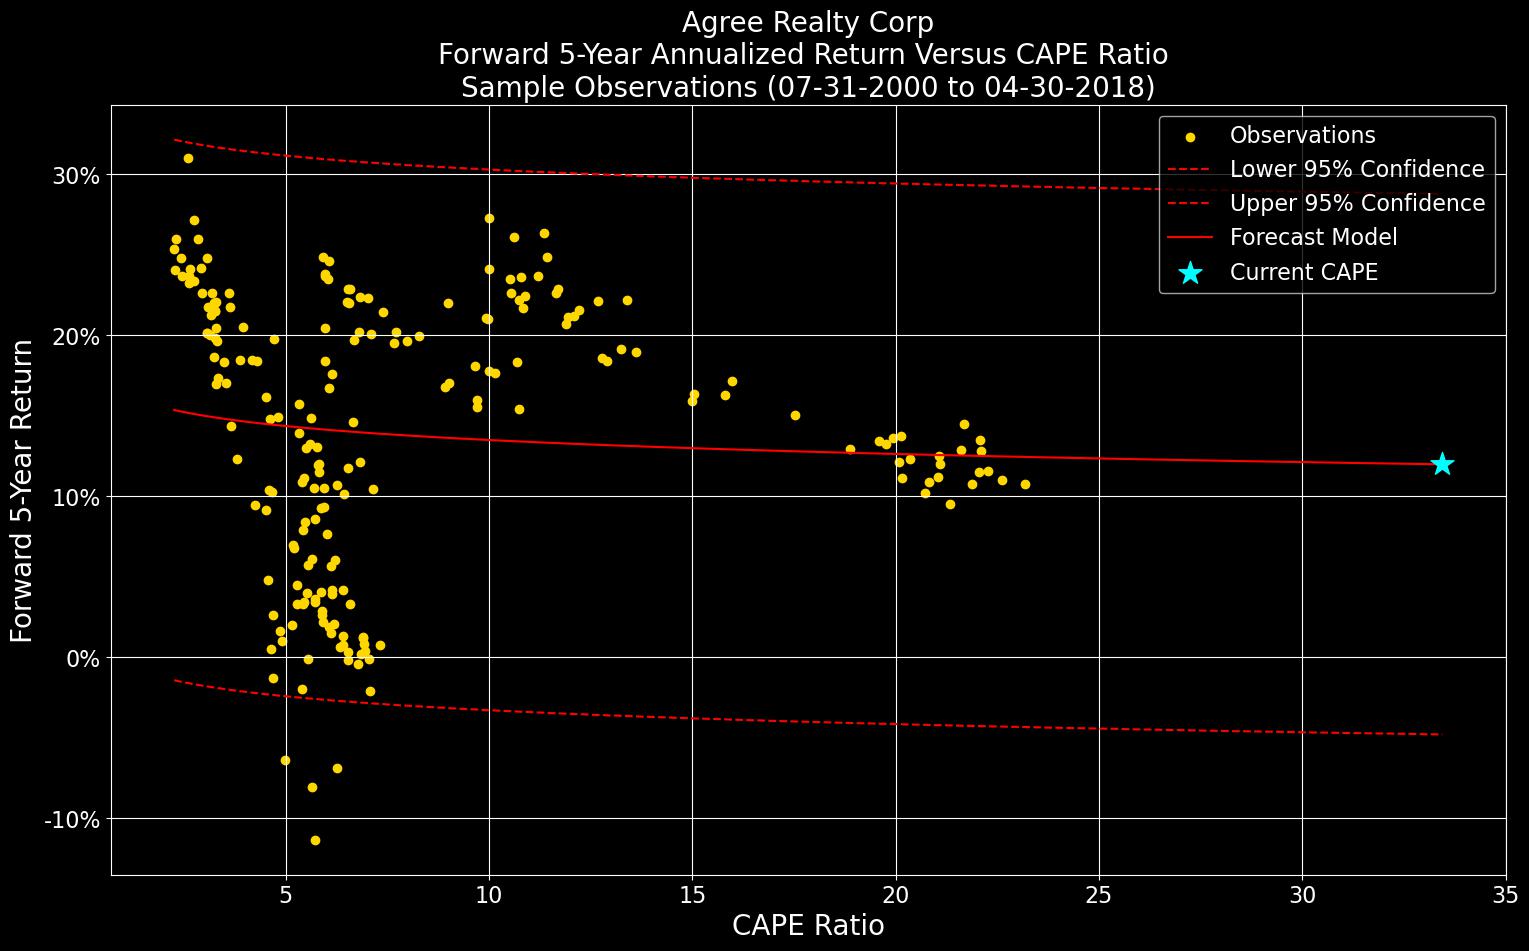 Agree Realty Corp
Forward 5-Year Annualized Return Versus CAPE Ratio
Sample Observations (07-31-2000 to 04-30-2018)
Observations
Lower 95% Confidence
Upper 95% Confidence
Forecast Model
Current CAPE
Forward 5-Year Return
30%
20%
10%
0%
-10%
5
10
15
20
25
30
35
CAPE Ratio